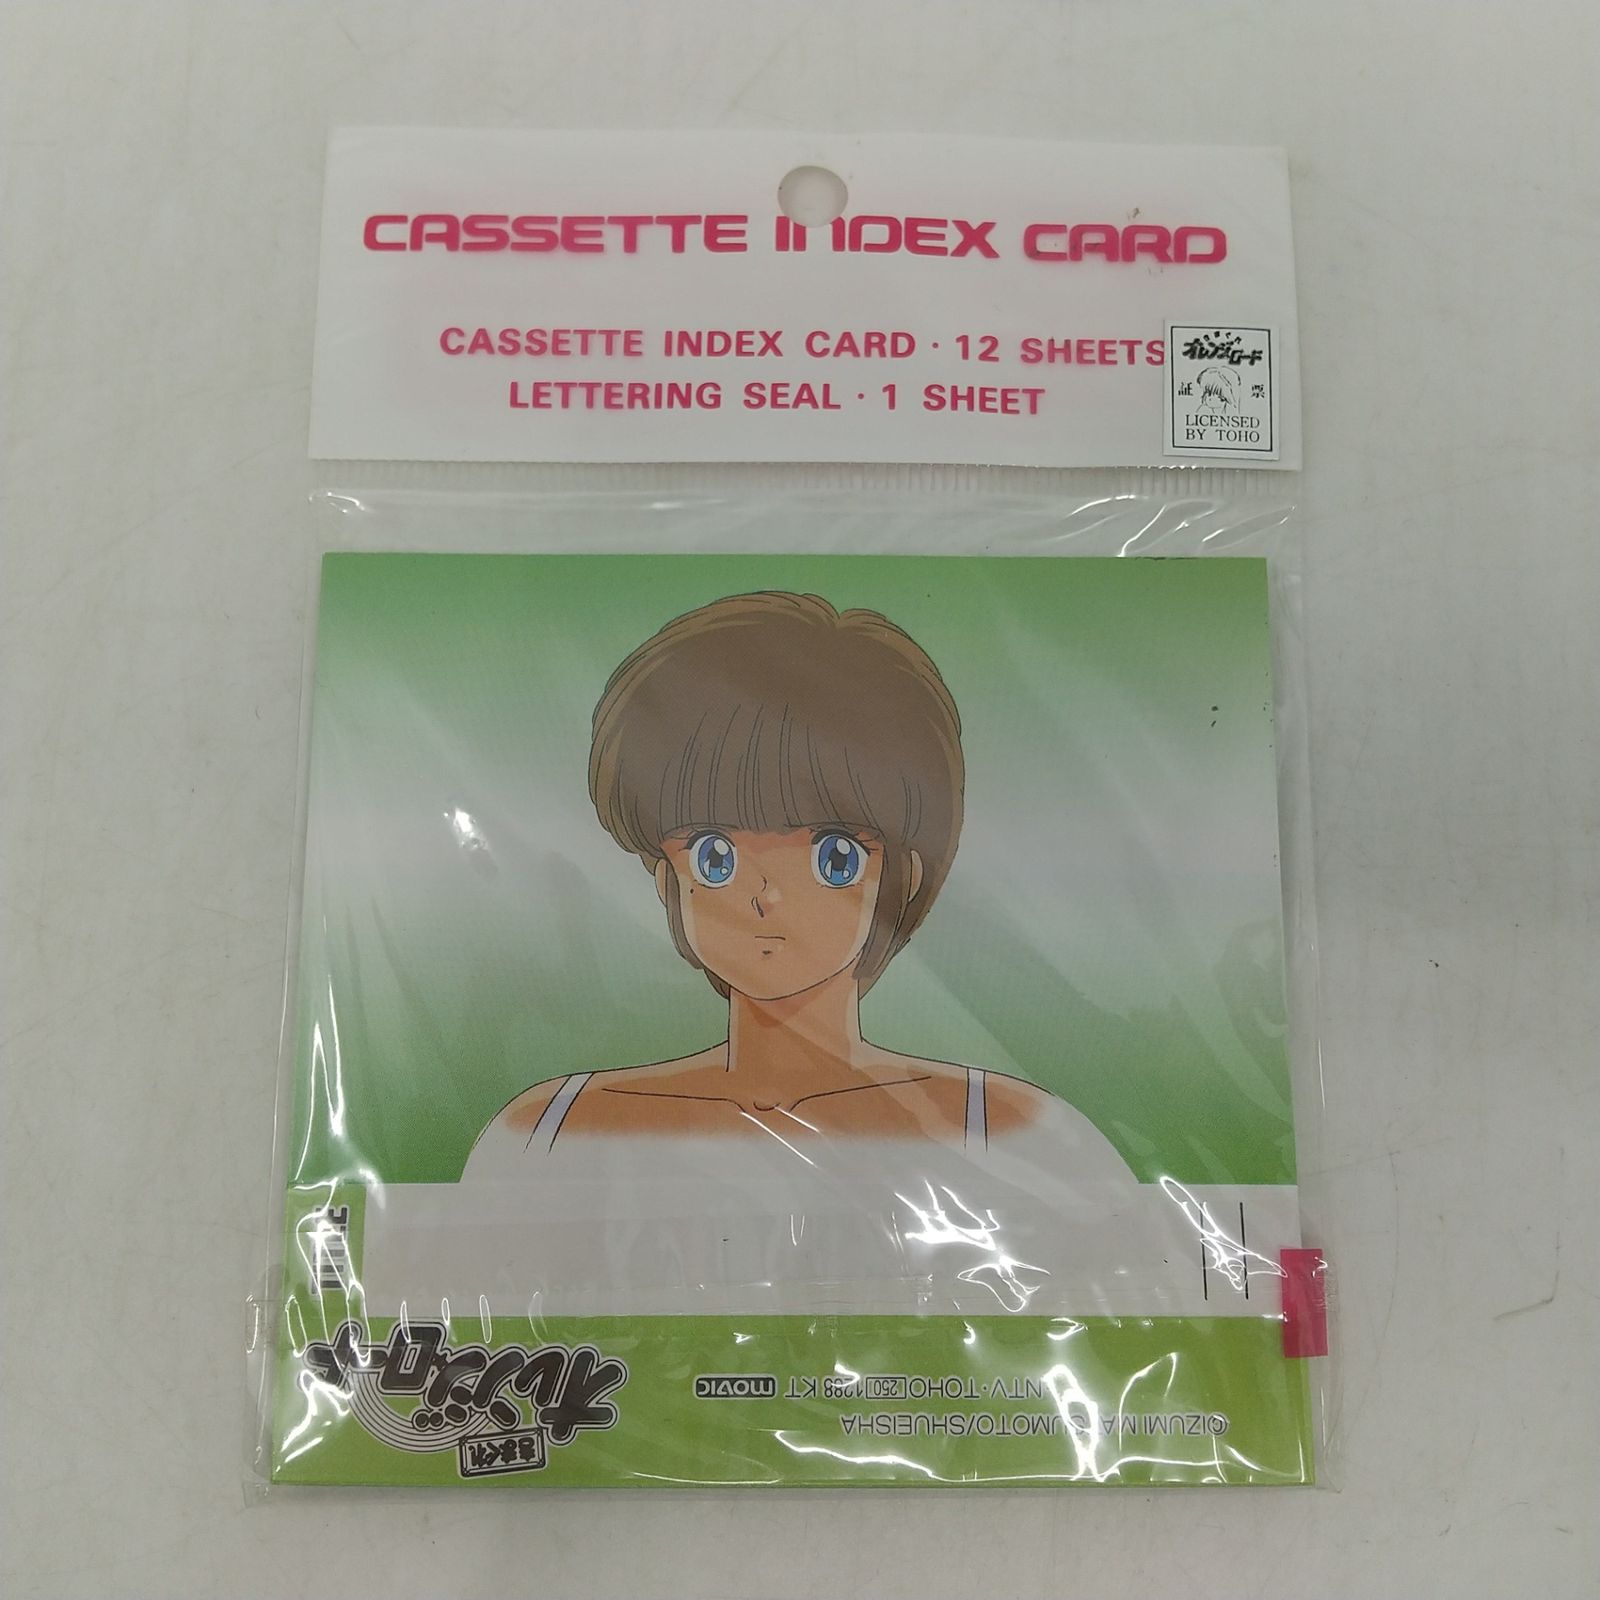 CASSETTE INDEX CARD
CASSETTE INDEX CARD · 12 SHEETS
LETTERING SEAL · 1 SHEET
オレンジロード
証 票
LICENSED
BY TOHO
TITLE
きまぐれ
オレンジ★ロード
©IZUMI MATSUMOTO/SHUEISHA
·NTV·TOHO 250 1288 KT movic